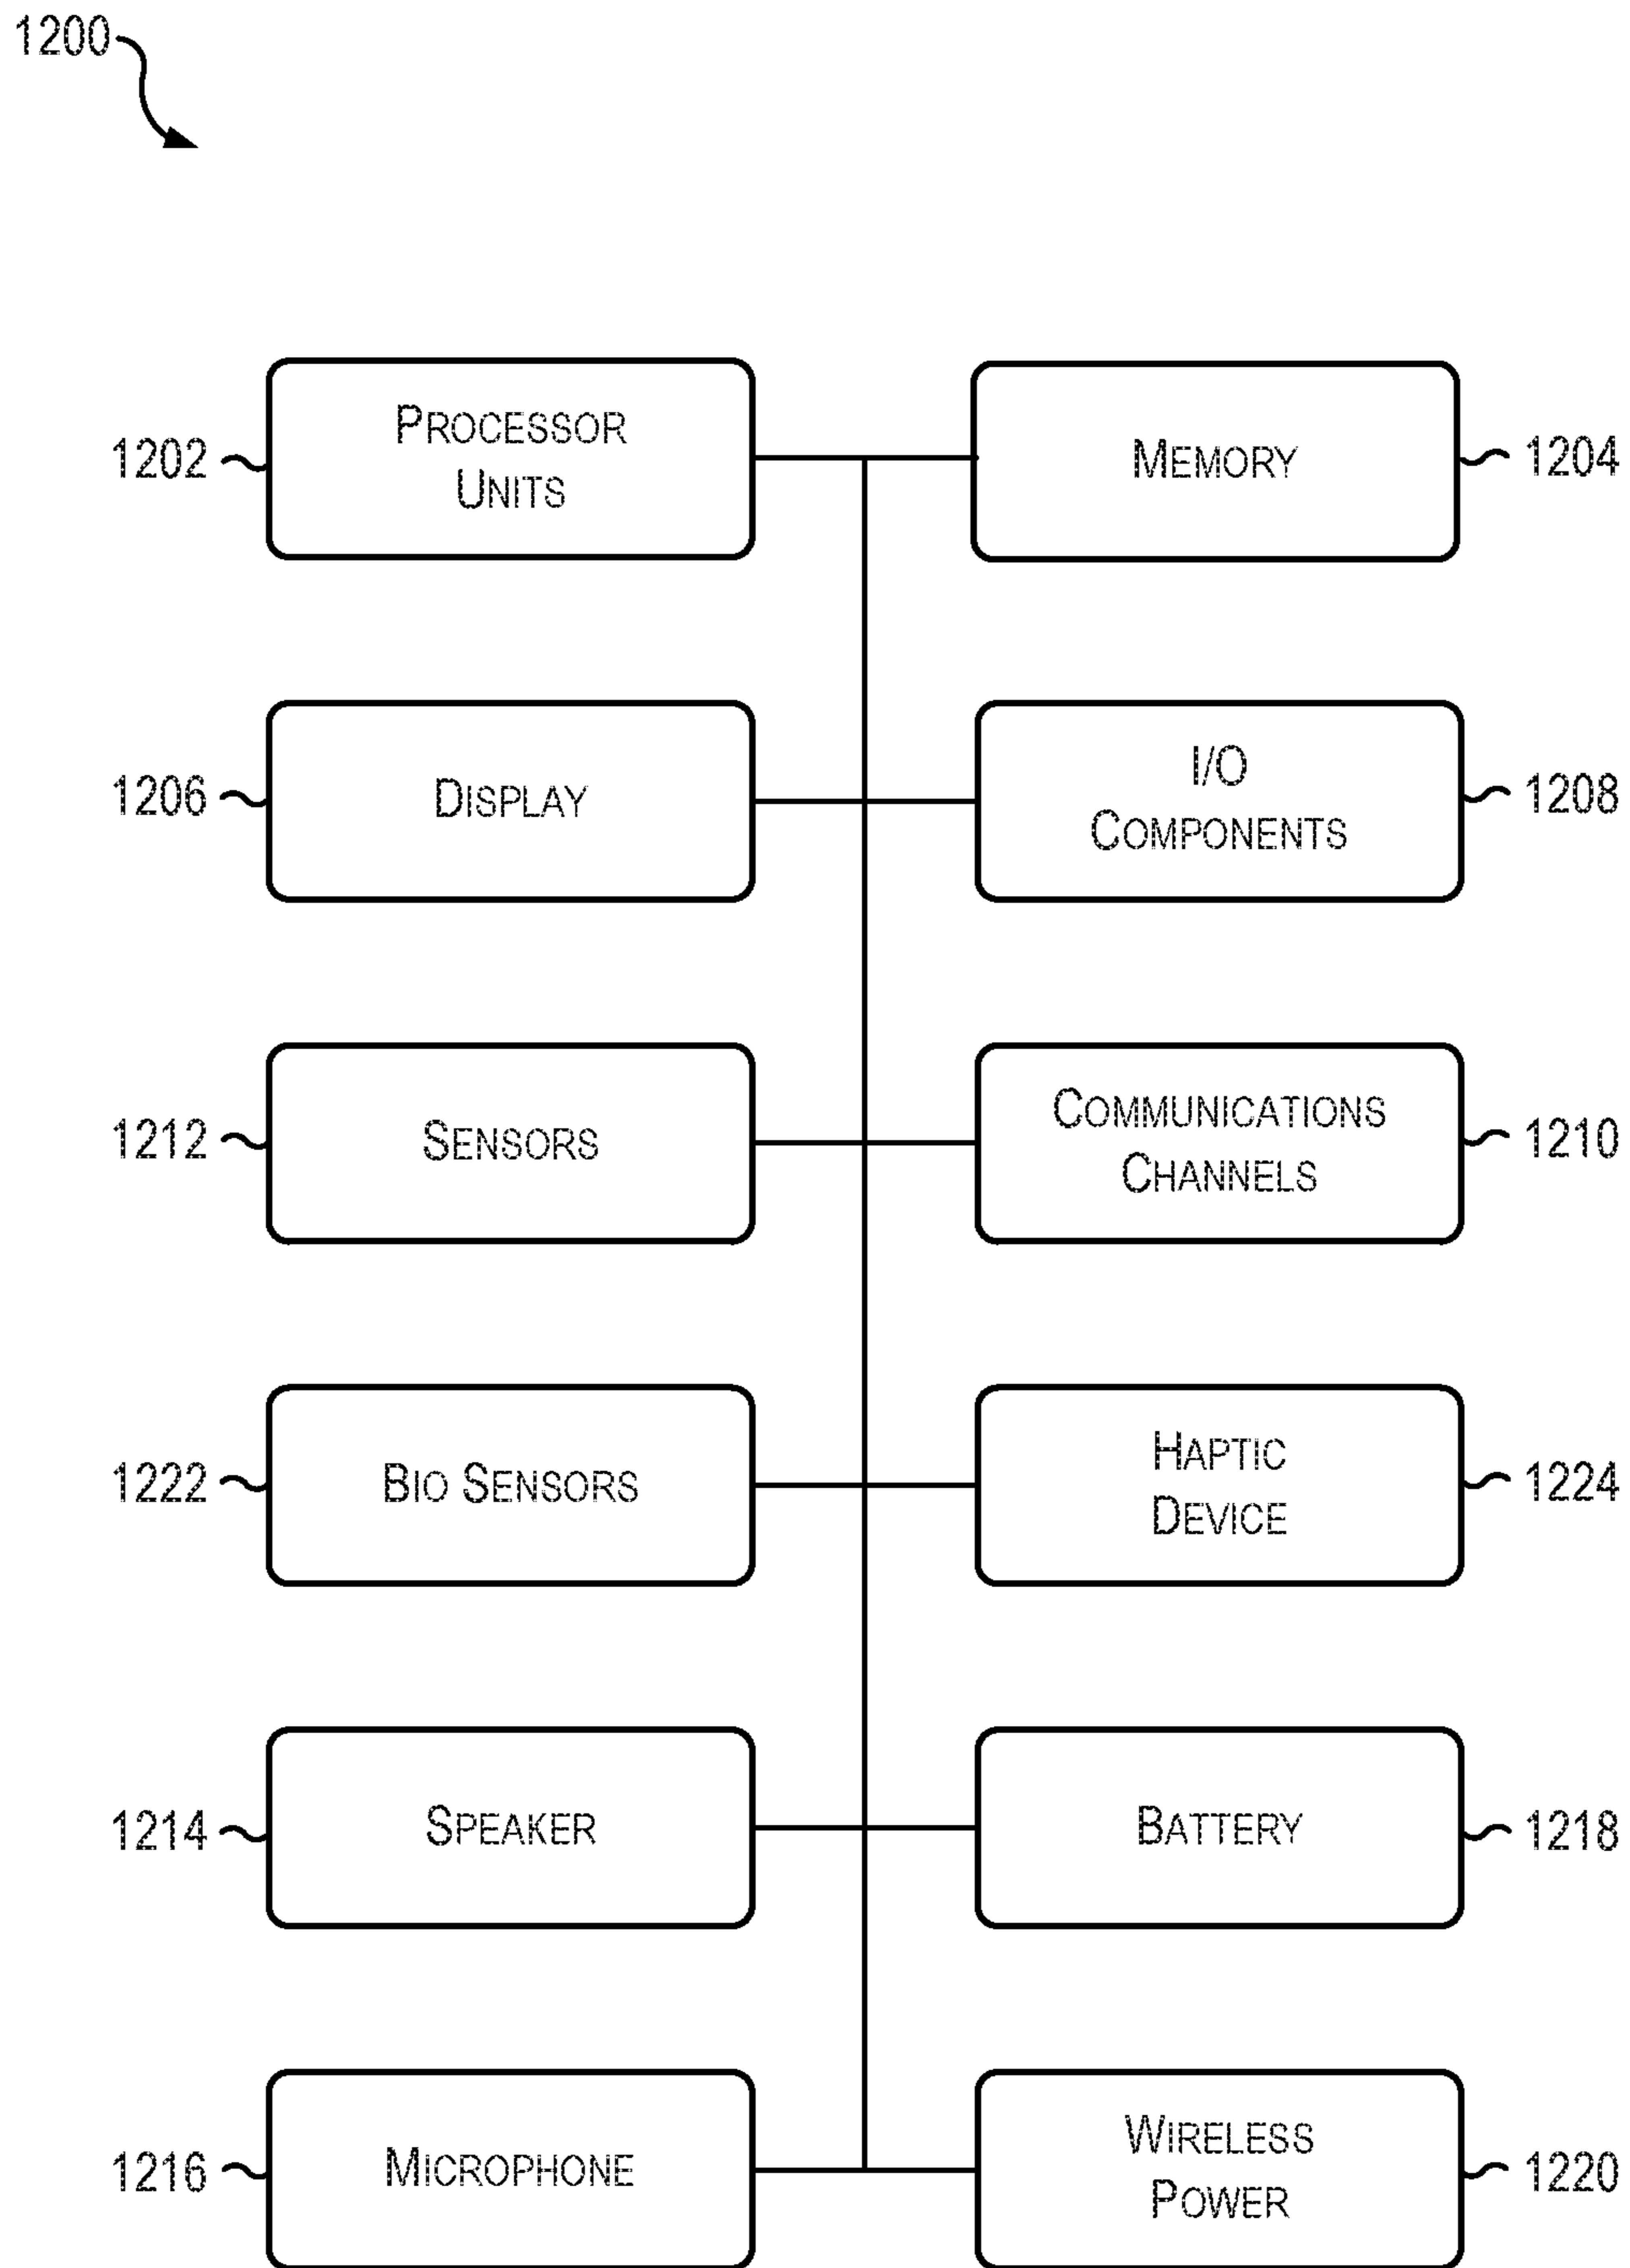 1200
1202
PROCESSOR
UNITS
MEMORY
1204
1206
DISPLAY
I/O
COMPONENTS
1208
1212
SENSORS
COMMUNICATIONS
CHANNELS
1210
1222
BIO SENSORS
HAPTIC
DEVICE
1224
1214
SPEAKER
BATTERY
1218
1216
MICROPHONE
WIRELESS
POWER
1220